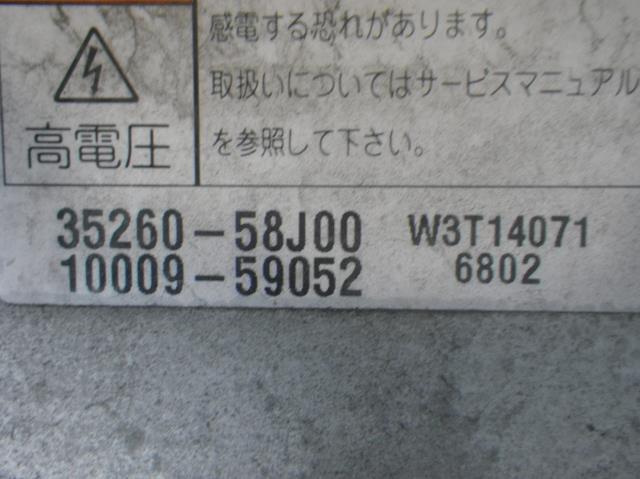 感電する恐れがあります。
取扱いについてはサービスマニュアル
を参照して下さい。
高電圧
35260-58J00 W3T14071
10009-59052 6802